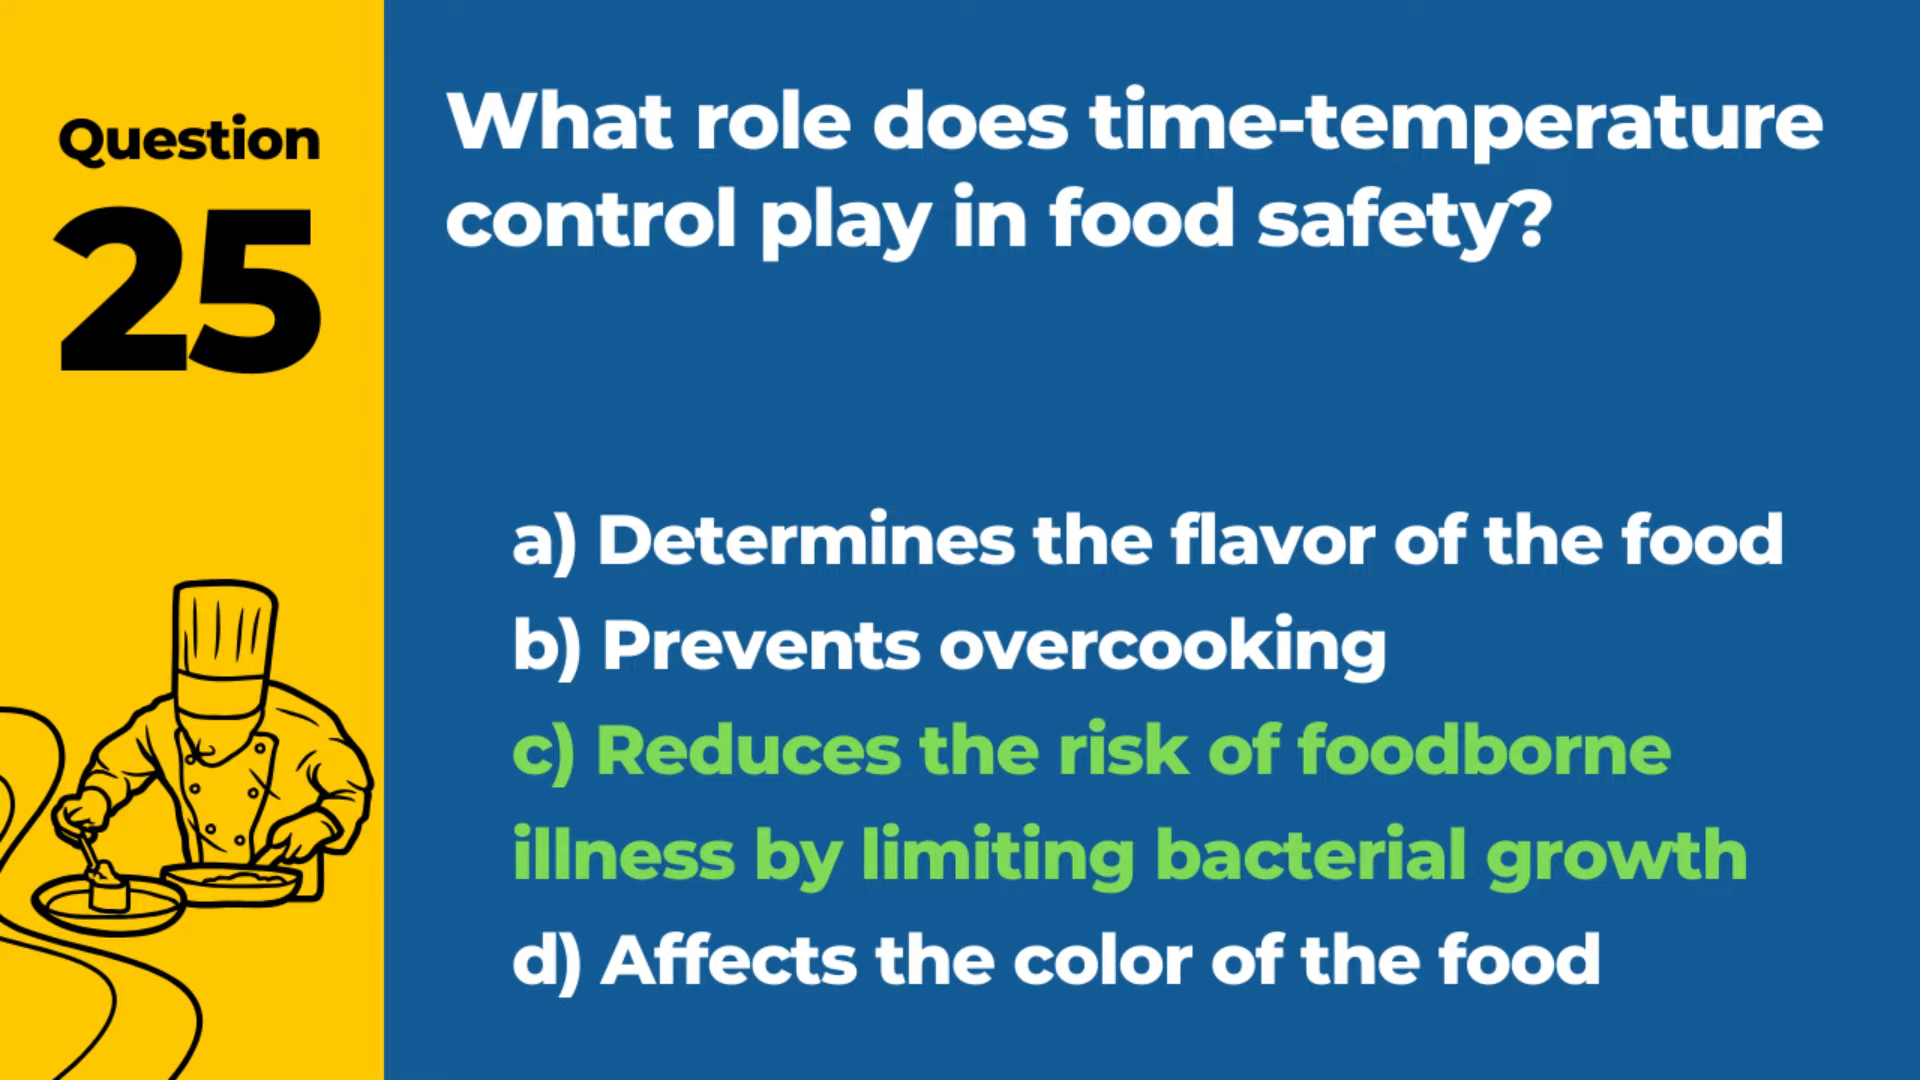 Question
25
What role does time-temperature
control play in food safety?
a) Determines the flavor of the food
b) Prevents overcooking
c) Reduces the risk of foodborne
illness by limiting bacterial growth
d) Affects the color of the food